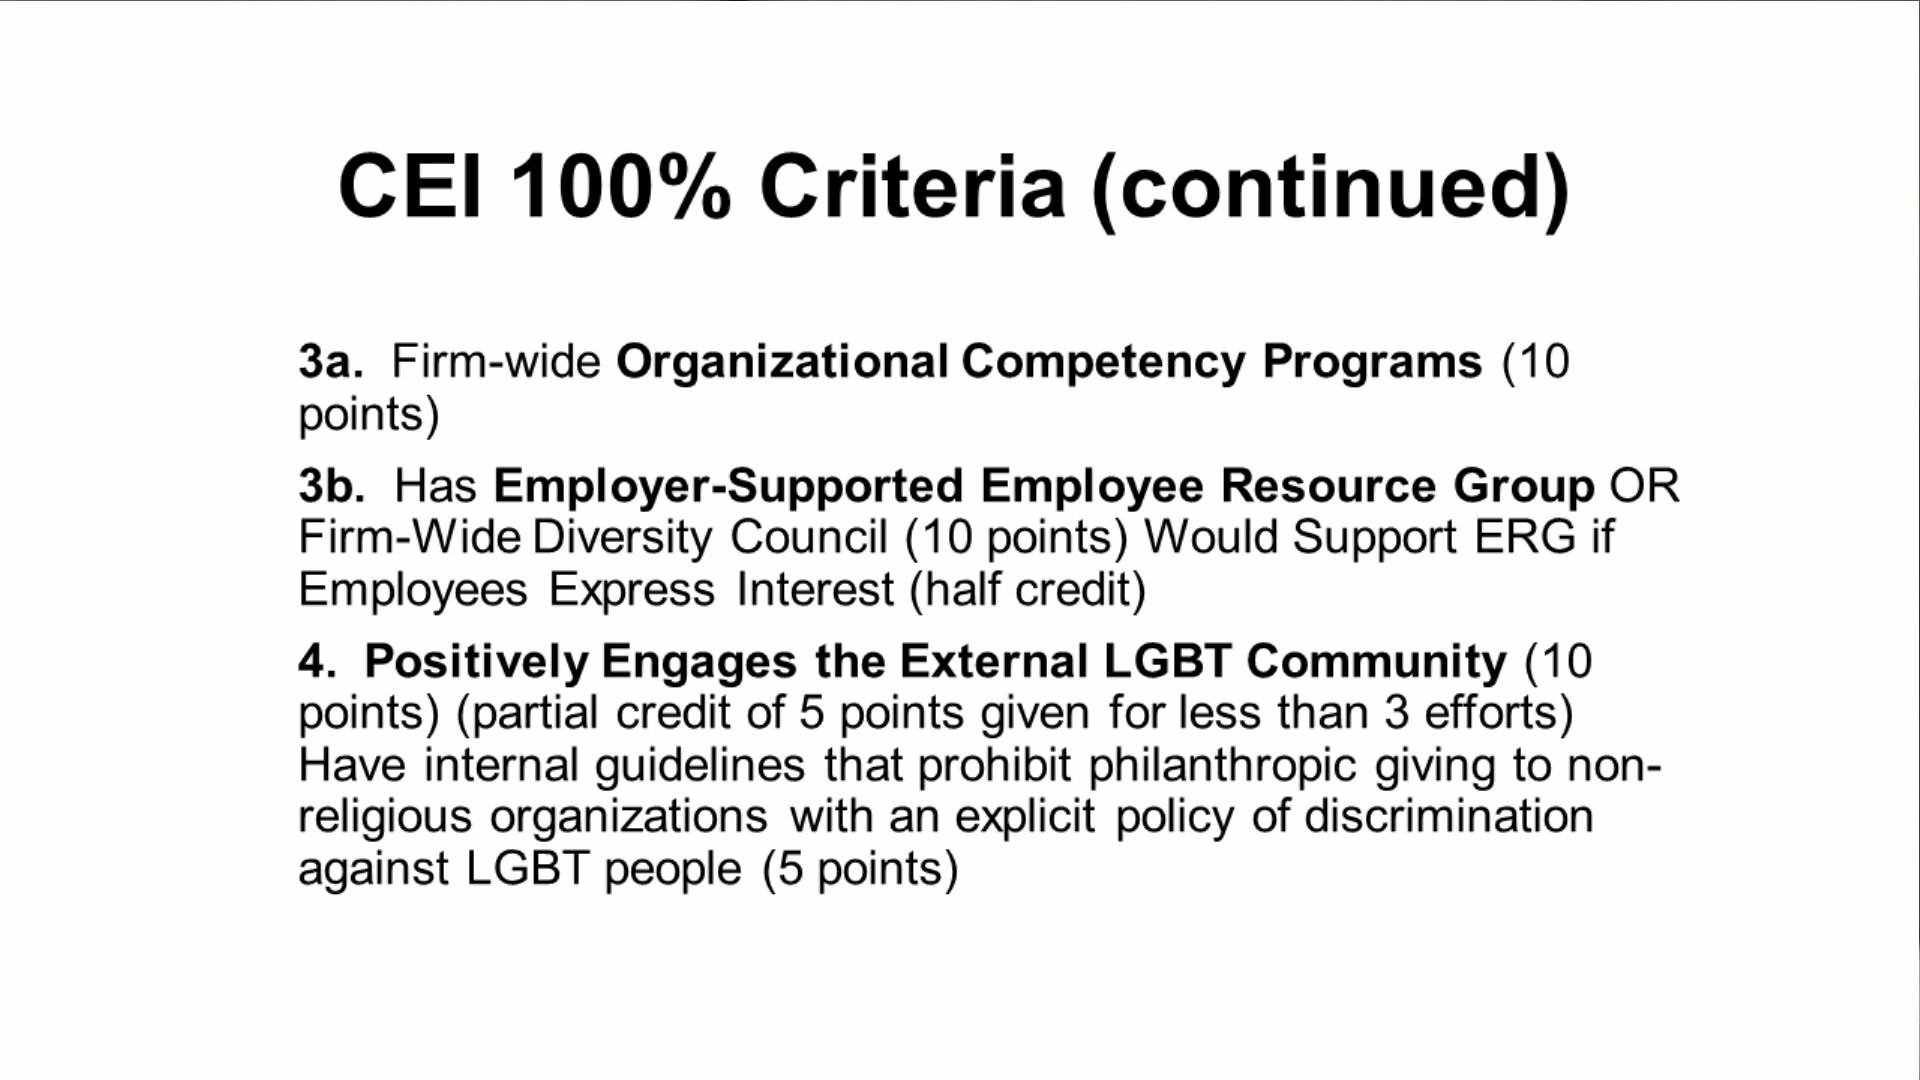 CEI 100% Criteria (continued)
3a. Firm-wide Organizational Competency Programs (10
points)
3b. Has Employer-Supported Employee Resource Group OR
Firm-Wide Diversity Council (10 points) Would Support ERG if
Employees Express Interest (half credit)
4. Positively Engages the External LGBT Community (10
points) (partial credit of 5 points given for less than 3 efforts)
Have internal guidelines that prohibit philanthropic giving to non-
religious organizations with an explicit policy of discrimination
against LGBT people (5 points)